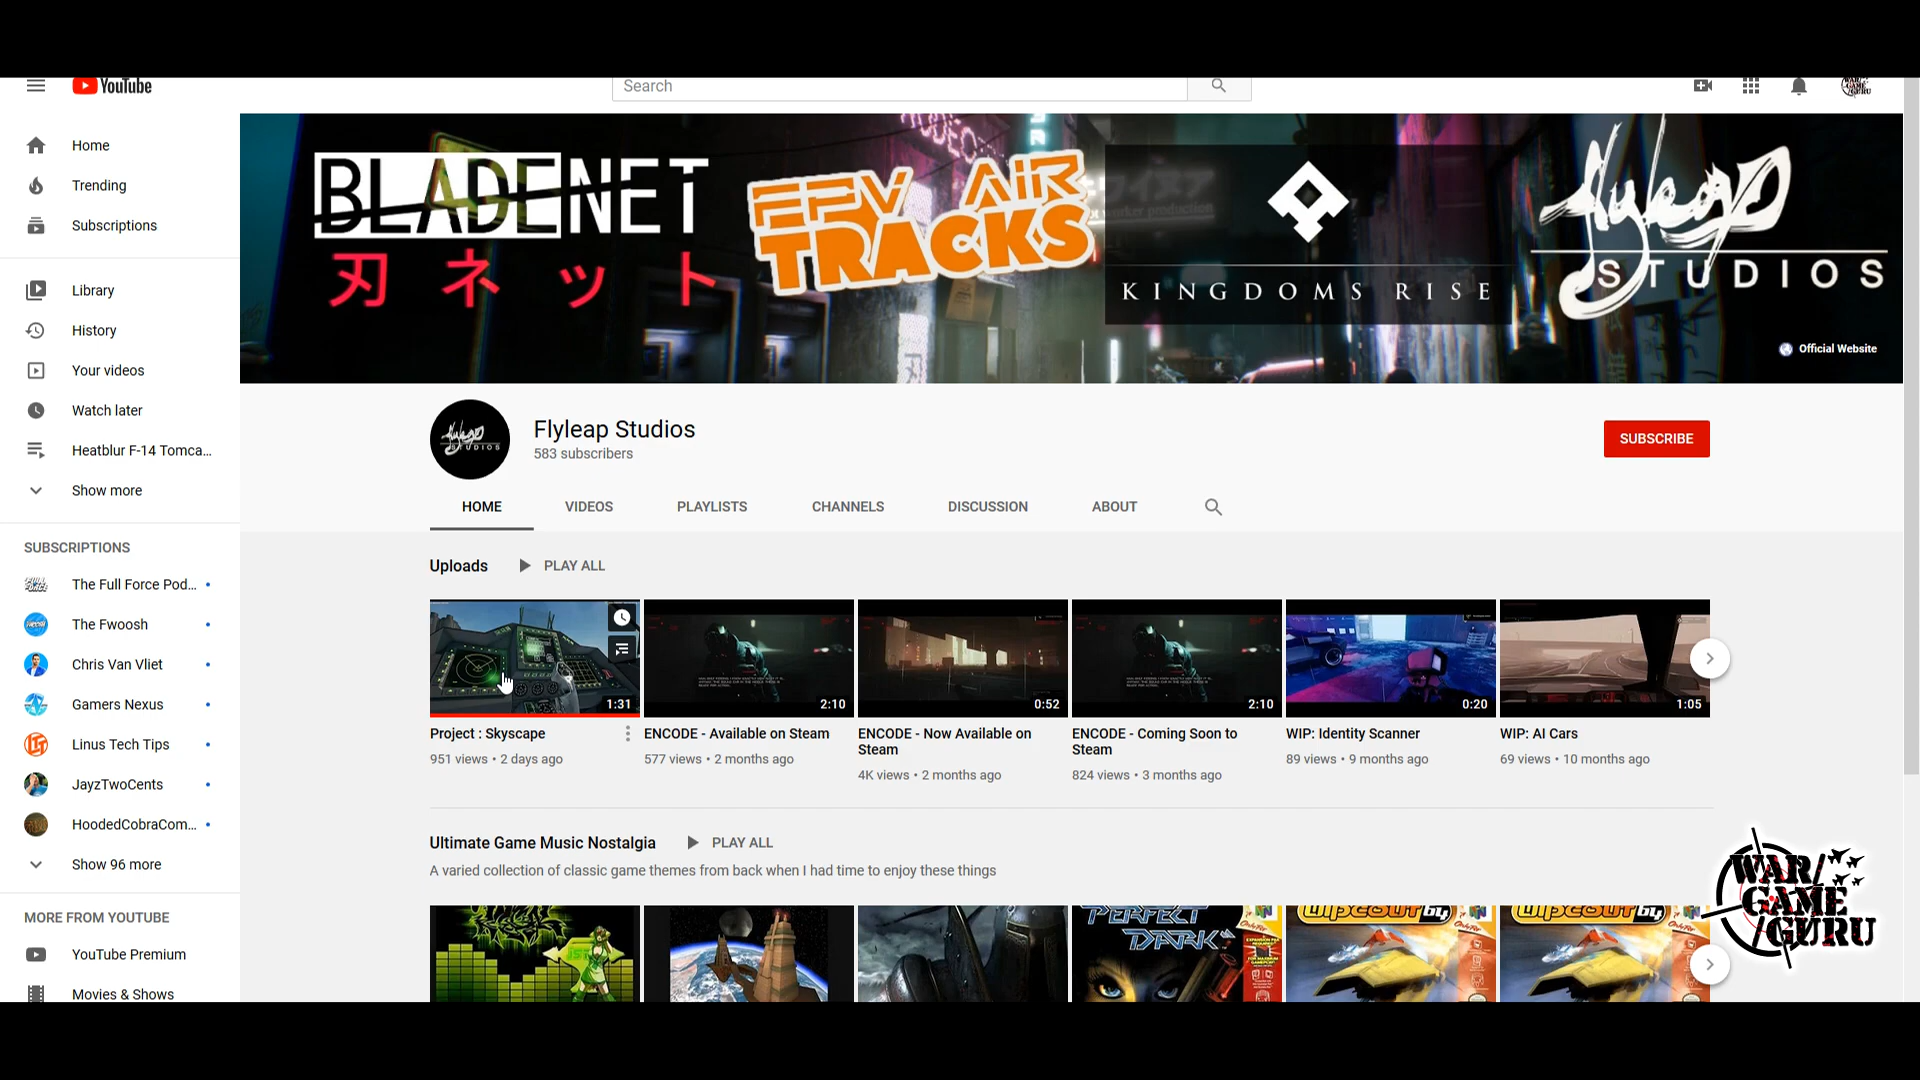 YouTube
Search
WAR/
GAME
/GURU
Home
Trending
Subscriptions
Library
History
Your videos
Watch later
Heatblur F-14 Tomca...
Show more
SUBSCRIPTIONS
The Full Force Pod...
The Fwoosh
Chris Van Vliet
Gamers Nexus
Linus Tech Tips
JayzTwoCents
HoodedCobraCom...
Show 96 more
MORE FROM YOUTUBE
YouTube Premium
Movies & Shows
BLADENET
刃ネット
FPV AIR
TRACKS
KINGDOMS RISE
flyleap
STUDIOS
Official Website
flyleap
STUDIOS
Flyleap Studios
583 subscribers
SUBSCRIBE
HOME
VIDEOS
PLAYLISTS
CHANNELS
DISCUSSION
ABOUT
Uploads
PLAY ALL
1:31
Project : Skyscape
951 views • 2 days ago
2:10
ENCODE - Available on Steam
577 views • 2 months ago
0:52
ENCODE - Now Available on
Steam
4K views • 2 months ago
2:10
ENCODE - Coming Soon to
Steam
824 views • 3 months ago
0:20
WIP: Identity Scanner
89 views • 9 months ago
1:05
WIP: AI Cars
69 views • 10 months ago
Ultimate Game Music Nostalgia
PLAY ALL
A varied collection of classic game themes from back when I had time to enjoy these things
PERFECT
DARK
WAR/
GAME
/GURU